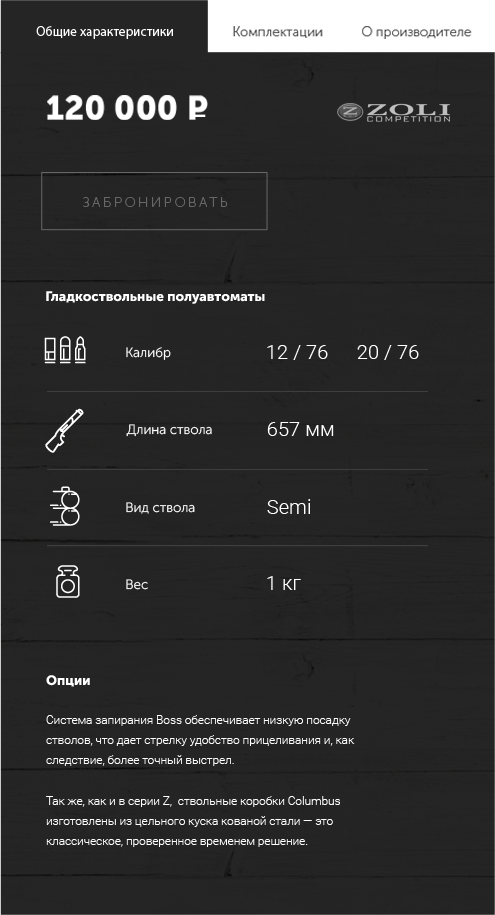 Общие характеристики
Комплектации
О производителе
120 000 ₽
Z ZOLI
COMPETITION
ЗАБРОНИРОВАТЬ
Гладкоствольные полуавтоматы
Калибр 12 / 76 20 / 76
Длина ствола 657 мм
Вид ствола Semi
Вес 1 кг
Опции
Система запирания Boss обеспечивает низкую посадку
стволов, что дает стрелку удобство прицеливания и, как
следствие, более точный выстрел.
Так же, как и в серии Z, ствольные коробки Columbus
изготовлены из цельного куска кованой стали — это
классическое, проверенное временем решение.